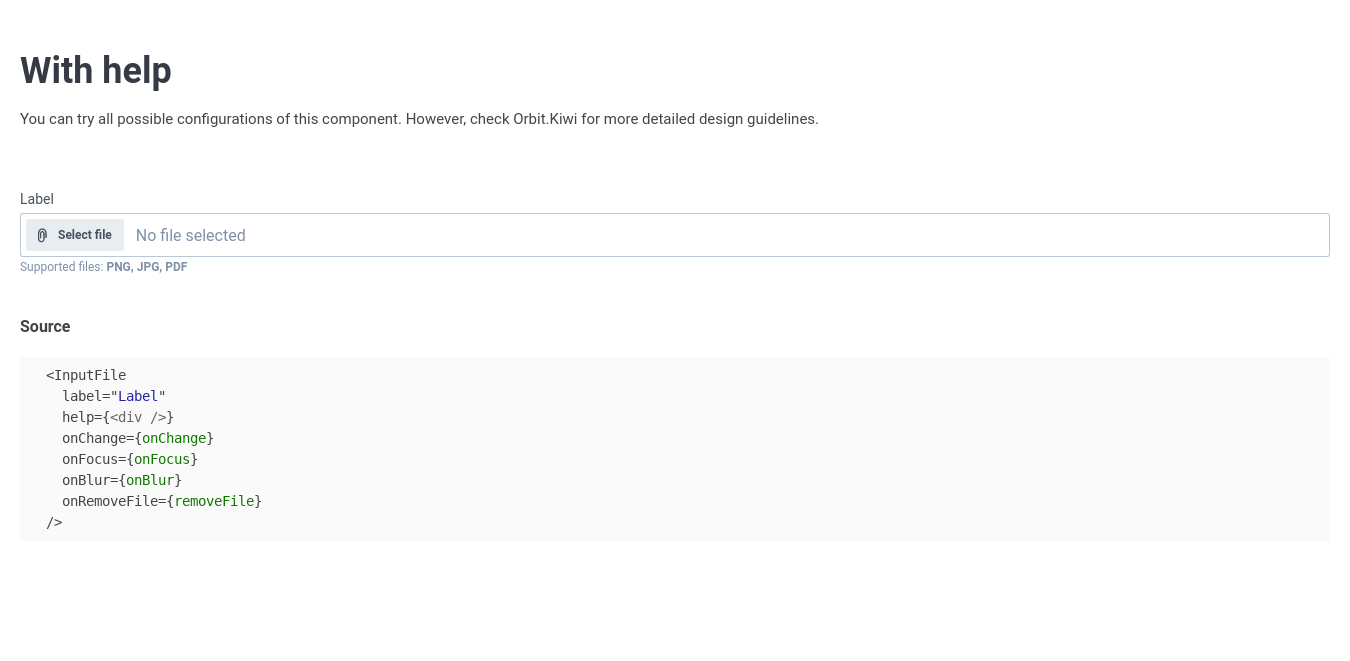 With help
You can try all possible configurations of this component. However, check Orbit.Kiwi for more detailed design guidelines.
Label
Select file No file selected
Supported files: PNG, JPG, PDF
Source
<InputFile
label="Label"
help={<div />}
onChange={onChange}
onFocus={onFocus}
onBlur={onBlur}
onRemoveFile={removeFile}
/>